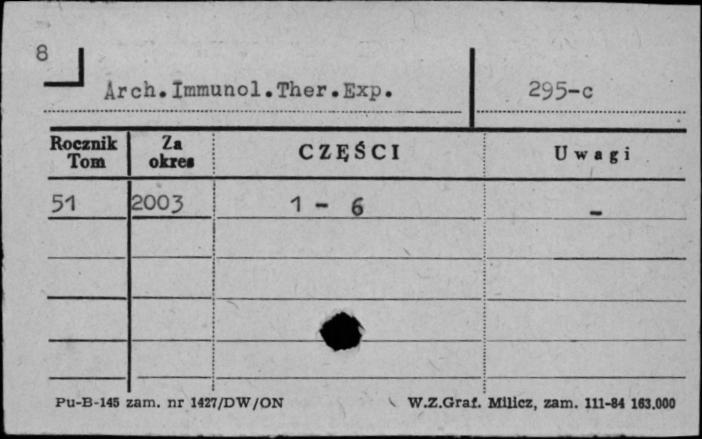 8
Arch.Immunol.Ther.Exp. 295-c
Rocznik Tom Za okres CZĘŚCI Uwagi
51 2003 1 - 6 -
Pu-B-145 zam. nr 1427/DW/ON W.Z.Graf. Milicz, zam. 111-84 163.000